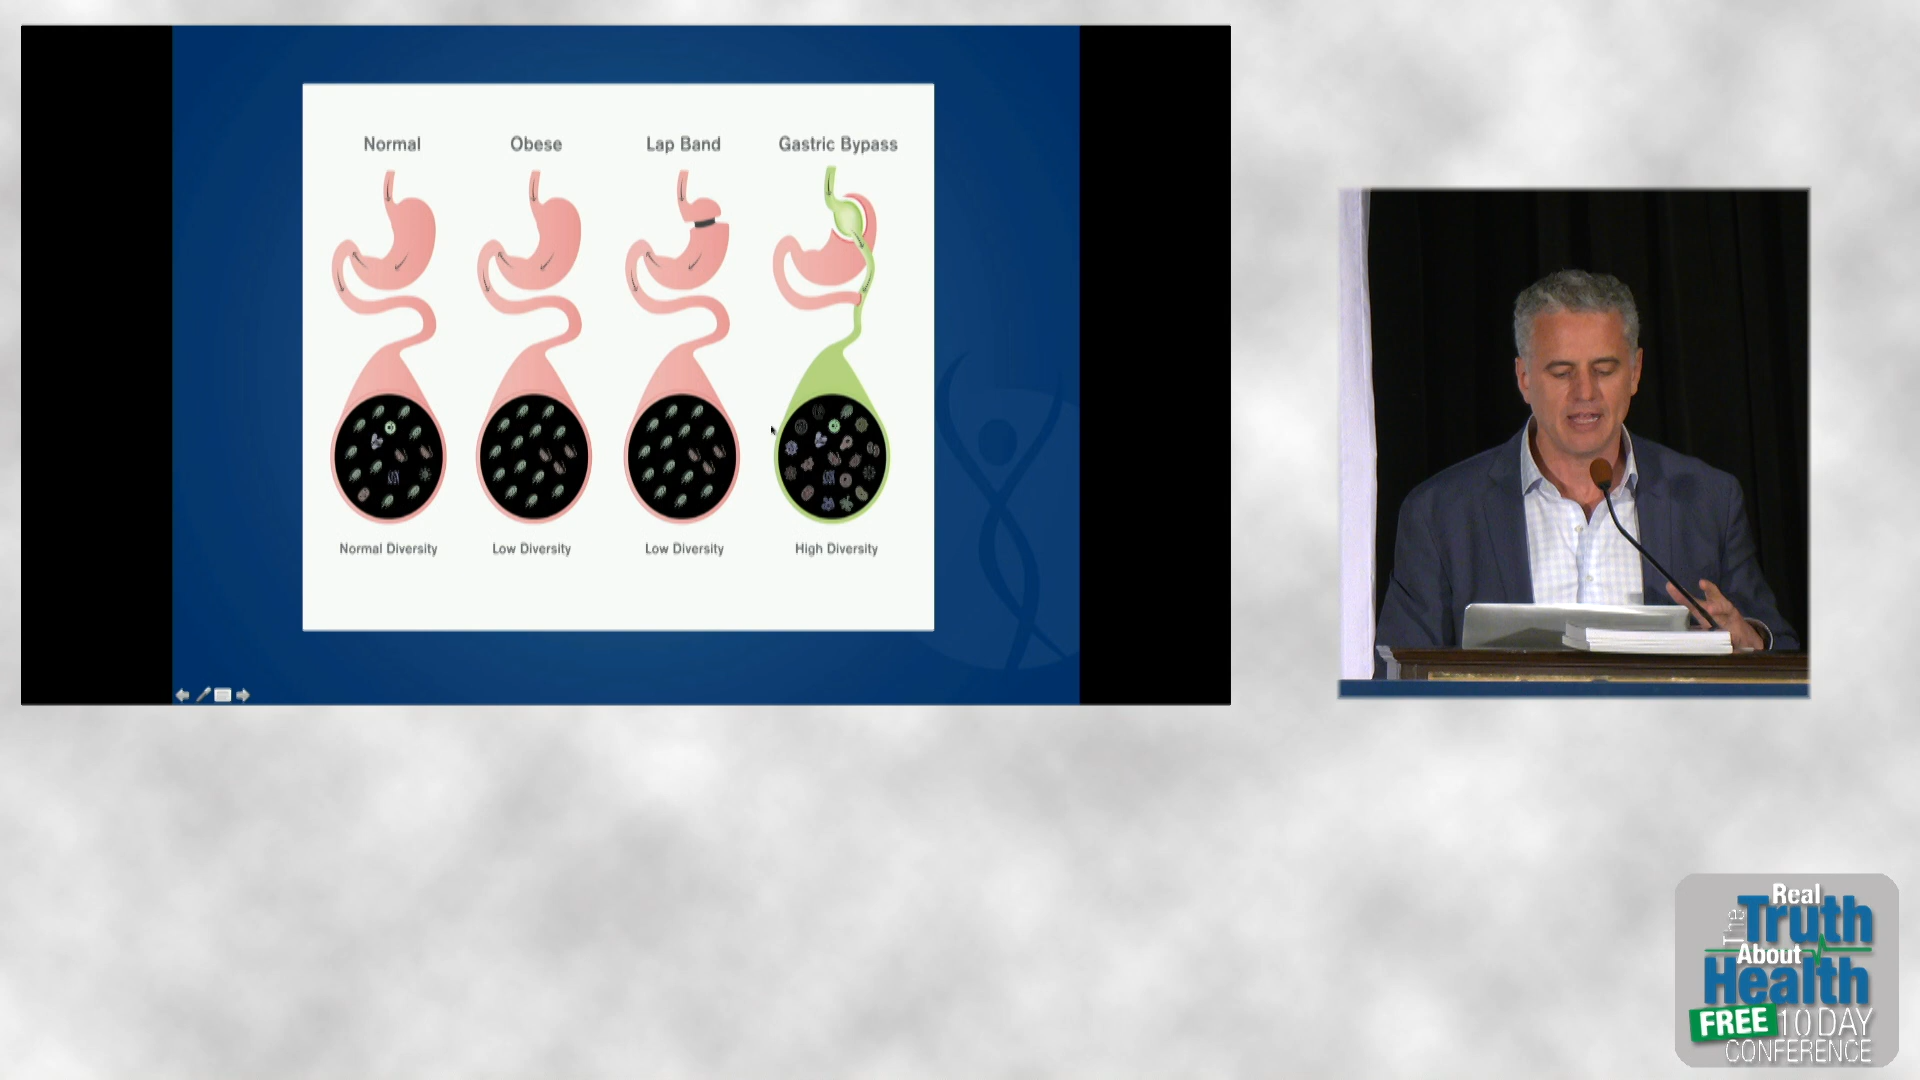 Normal
Obese
Lap Band
Gastric Bypass
Normal Diversity
Low Diversity
Low Diversity
High Diversity
The Real
Truth
About
Health
FREE 10 DAY
CONFERENCE